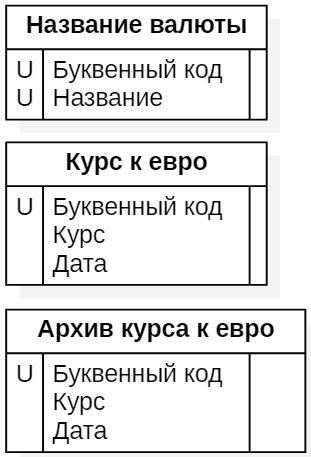 Название валюты
U Буквенный код
U Название
Курс к евро
U Буквенный код
Курс
Дата
Архив курса к евро
U Буквенный код
Курс
Дата